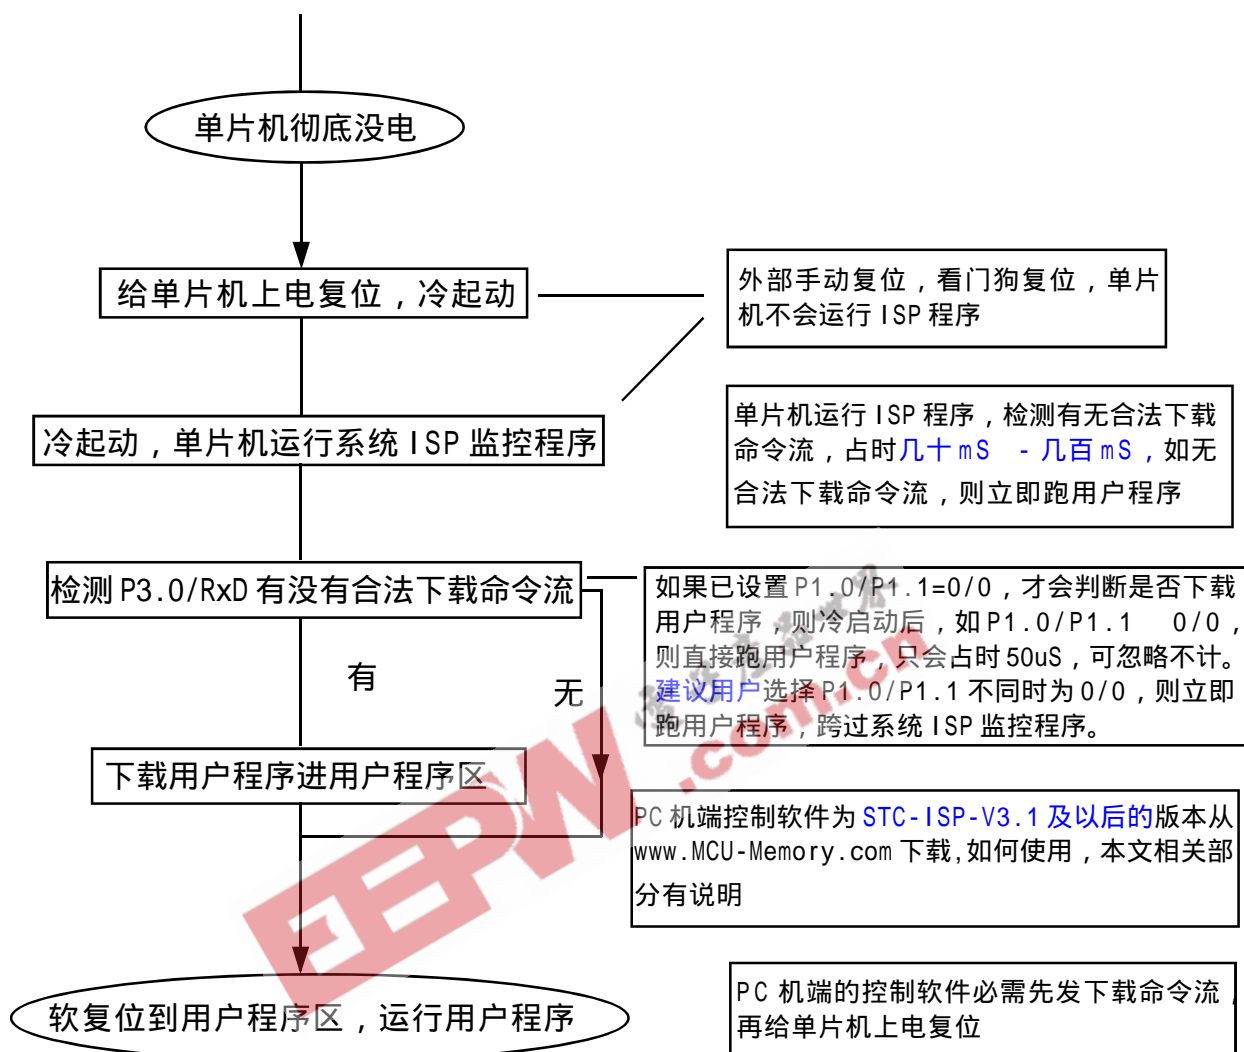 单片机彻底没电
给单片机上电复位，冷起动
外部手动复位，看门狗复位，单片
机不会运行 ISP 程序
冷起动，单片机运行系统 ISP 监控程序
单片机运行 ISP 程序，检测有无合法下载
命令流，占时几十 mS - 几百 mS，如无
合法下载命令流，则立即跑用户程序
检测 P3.0/RxD 有没有合法下载命令流
如果已设置 P1.0/P1.1=0/0，才会判断是否下载
用户程序，则冷启动后，如 P1.0/P1.1 0/0，
则直接跑用户程序，只会占时 50uS，可忽略不计。
建议用户选择 P1.0/P1.1 不同时为 0/0，则立即
跑用户程序，跨过系统 ISP 监控程序。
有
无
下载用户程序进用户程序区
PC 机端控制软件为 STC-ISP-V3.1 及以后的版本从
www.MCU-Memory.com 下载,如何使用，本文相关部
分有说明
软复位到用户程序区，运行用户程序
PC 机端的控制软件必需先发下载命令流，
再给单片机上电复位
EEPW
.com.cn